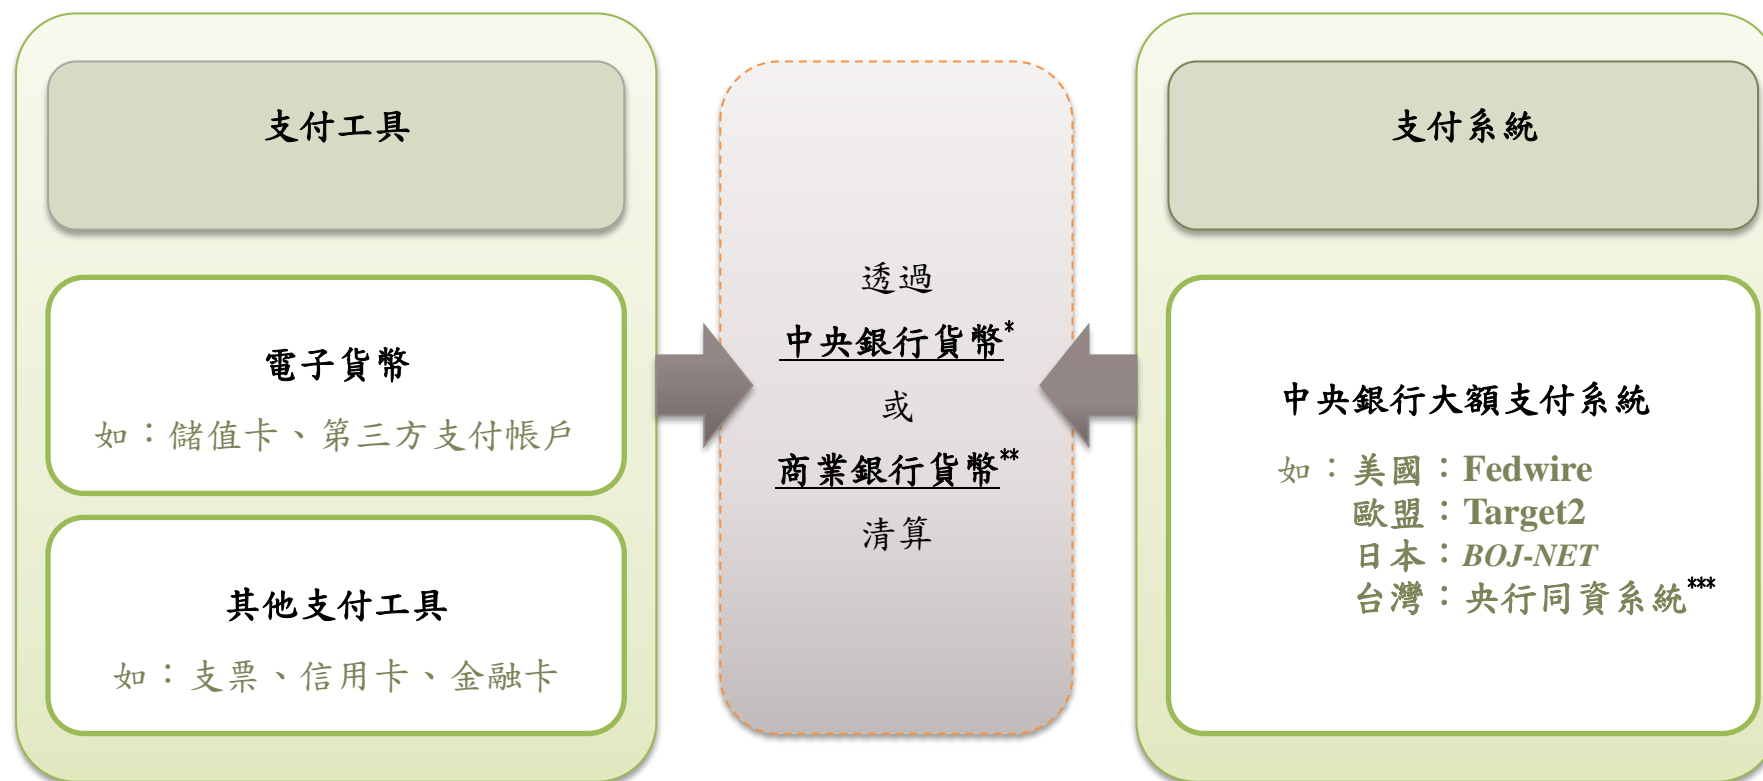 支付工具
電子貨幣
如：儲值卡、第三方支付帳戶
其他支付工具
如：支票、信用卡、金融卡
透過
中央銀行貨幣*
或
商業銀行貨幣**
清算
支付系統
中央銀行大額支付系統
如：美國：Fedwire
歐盟：Target2
日本：BOJ-NET
台灣：央行同資系統***